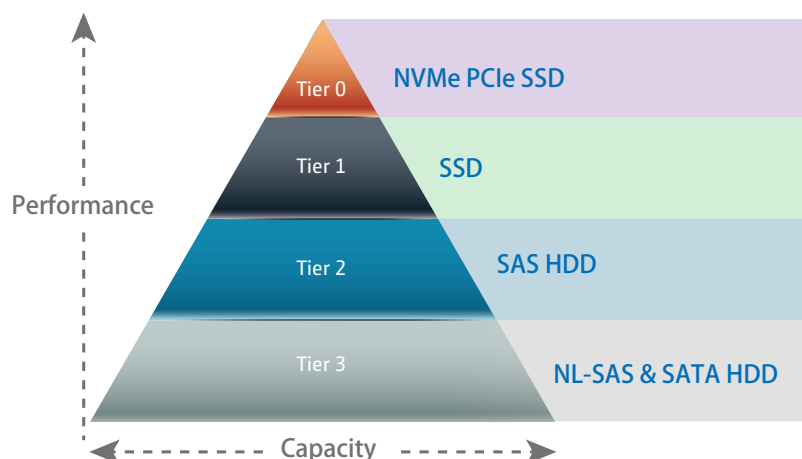 Tier 0
NVMe PCIe SSD
Tier 1
SSD
Performance
Tier 2
SAS HDD
Tier 3
NL-SAS & SATA HDD
Capacity